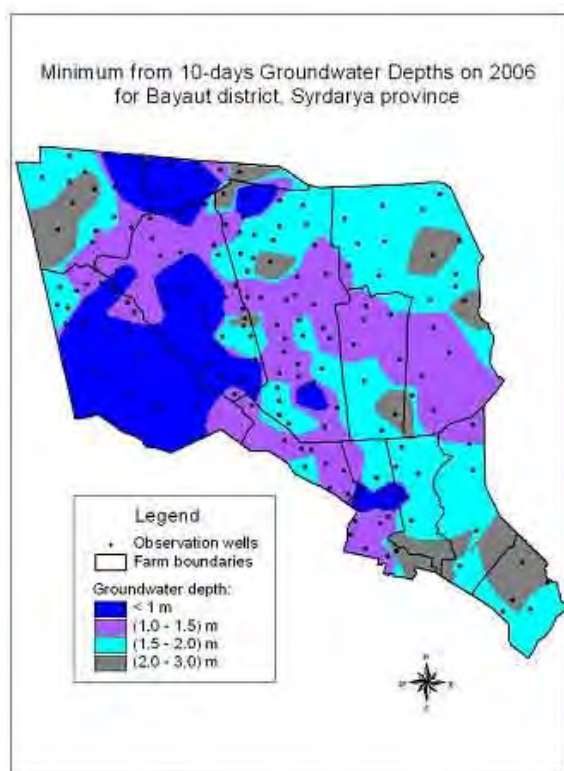 Minimum from 10-days Groundwater Depths on 2006
for Bayaut district, Syrdarya province
Legend
Observation wells
Farm boundaries
Groundwater depth:
< 1 m
(1.0 - 1.5) m
(1.5 - 2.0) m
(2.0 - 3.0) m